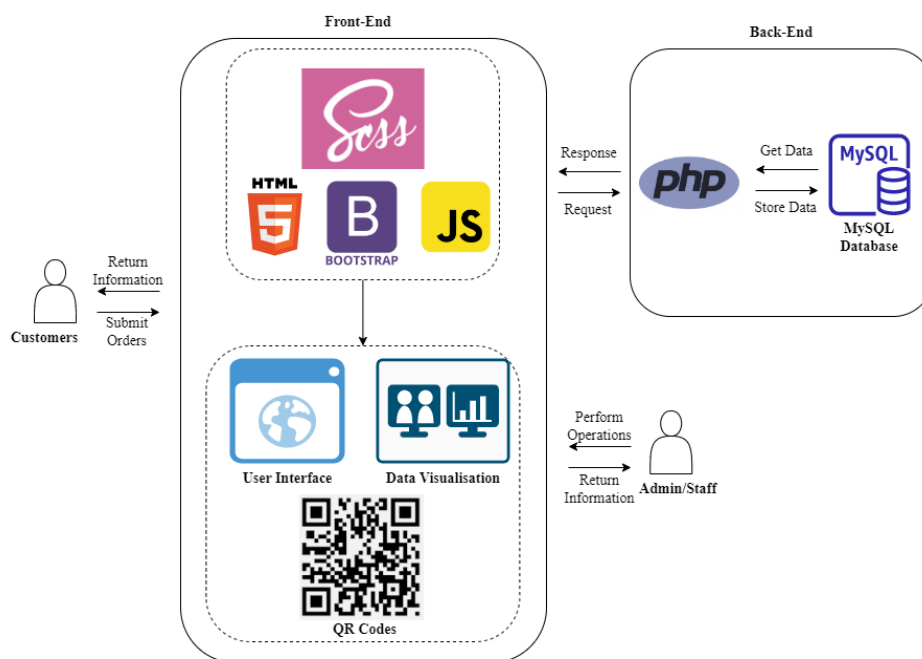 Front-End
Back-End
Scss
HTML
5
B
BOOTSTRAP
JS
Response
Request
php
Get Data
Store Data
MySQL
MySQL
Database
Return
Information
Submit
Orders
Customers
User Interface
Data Visualisation
QR Codes
Perform
Operations
Return
Information
Admin/Staff